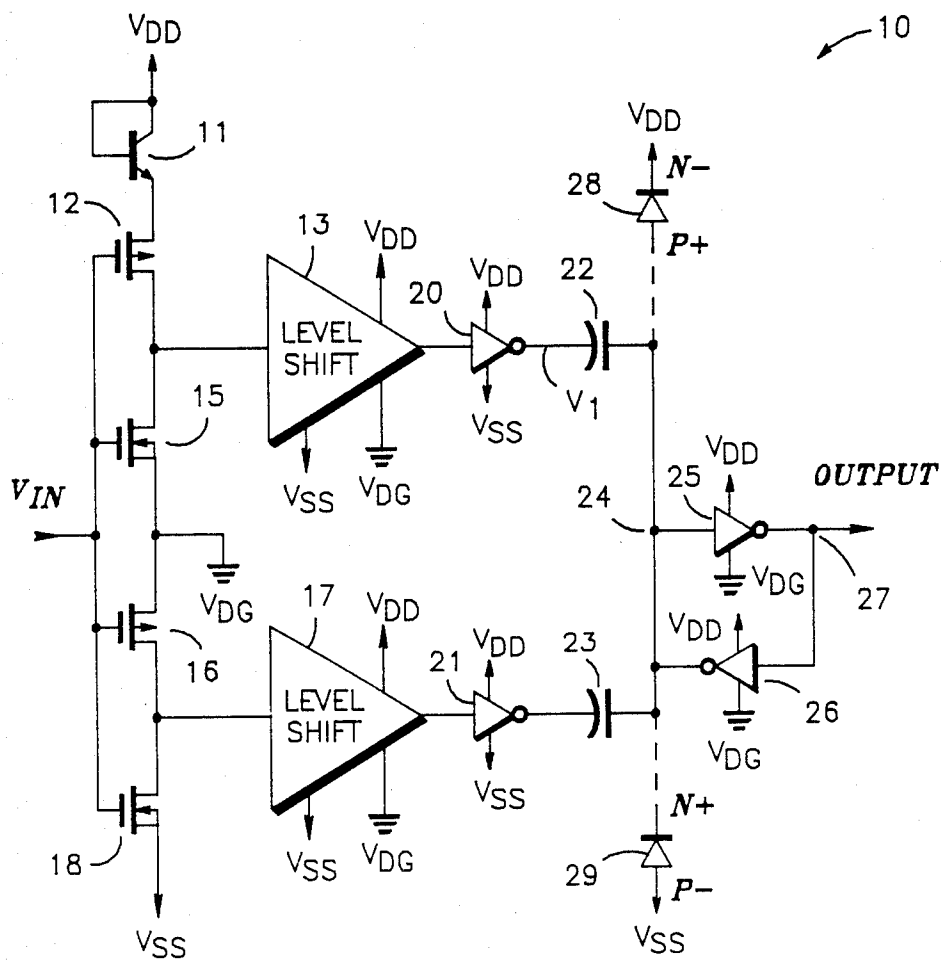 10
VDD
11
VDD
N-
28
P+
12
13
VDD
VDD
22
20
LEVEL
SHIFT
V1
15
VSS
VSS
VDG
VDD
OUTPUT
25
VIN
24
VDG
27
VDG
17
VDD
VDD
VDD
23
16
21
26
LEVEL
SHIFT
VDG
VSS
N+
VSS
VDG
18
29
P-
VSS
VSS